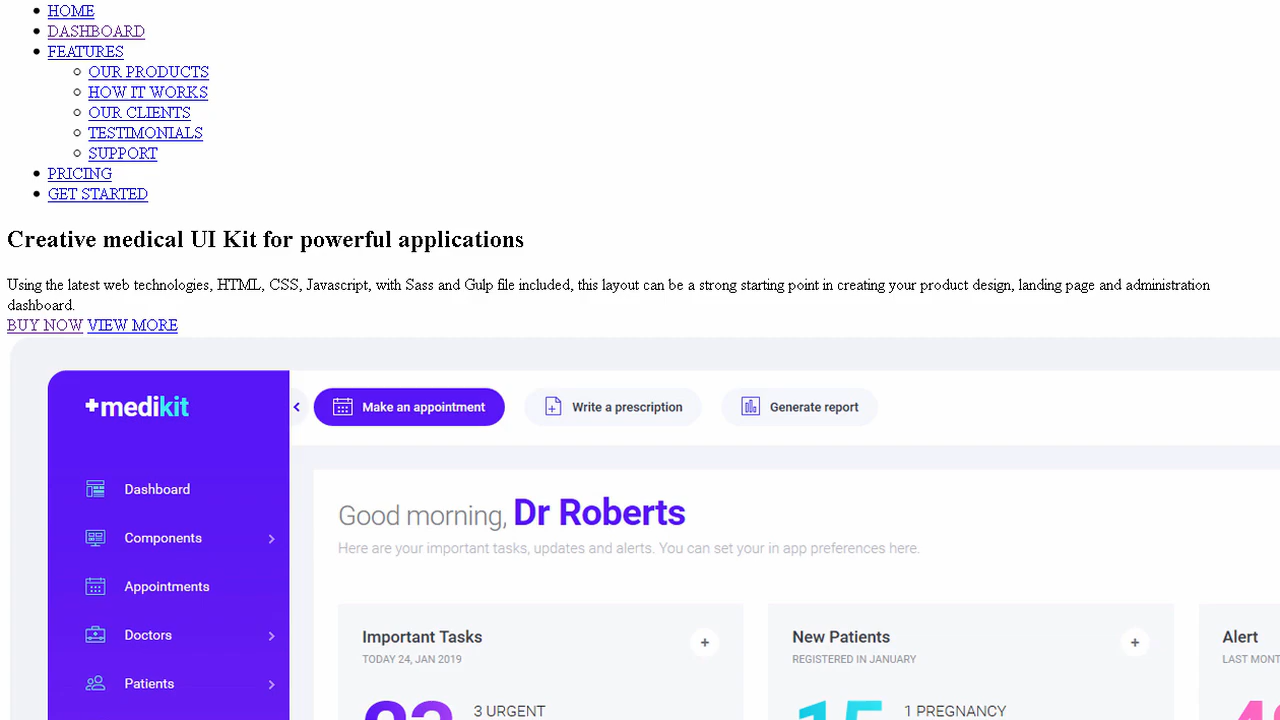 HOME
DASHBOARD
FEATURES
OUR PRODUCTS
HOW IT WORKS
OUR CLIENTS
TESTIMONIALS
SUPPORT
PRICING
GET STARTED
Creative medical UI Kit for powerful applications
Using the latest web technologies, HTML, CSS, Javascript, with Sass and Gulp file included, this layout can be a strong starting point in creating your product design, landing page and administration
dashboard.
BUY NOW VIEW MORE
+medikit
Make an appointment
Write a prescription
Generate report
Dashboard
Components
Appointments
Doctors
Patients
Good morning, Dr Roberts
Here are your important tasks, updates and alerts. You can set your in app preferences here.
Important Tasks
TODAY 24, JAN 2019
3 URGENT
New Patients
REGISTERED IN JANUARY
1 PREGNANCY
Alert